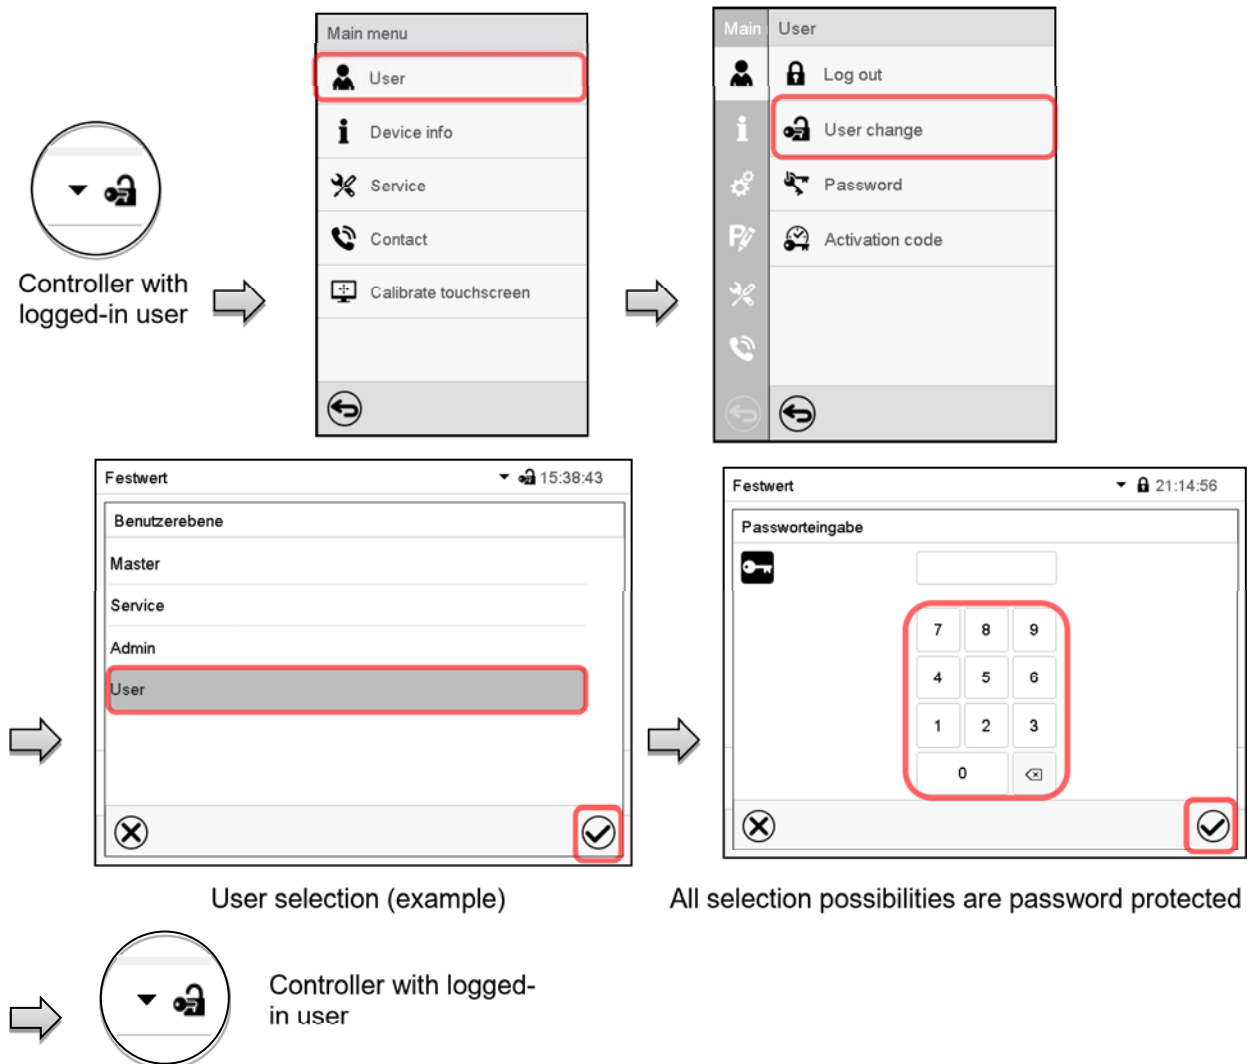 Main menu
User
Device info
Service
Contact
Calibrate touchscreen
Main
User
Log out
User change
Password
Activation code
Controller with
logged-in user
Festwert 15:38:43
Benutzerebene
Master
Service
Admin
User
User selection (example)
Festwert 21:14:56
Passworteingabe
7 8 9
4 5 6
1 2 3
0
All selection possibilities are password protected
Controller with logged-
in user